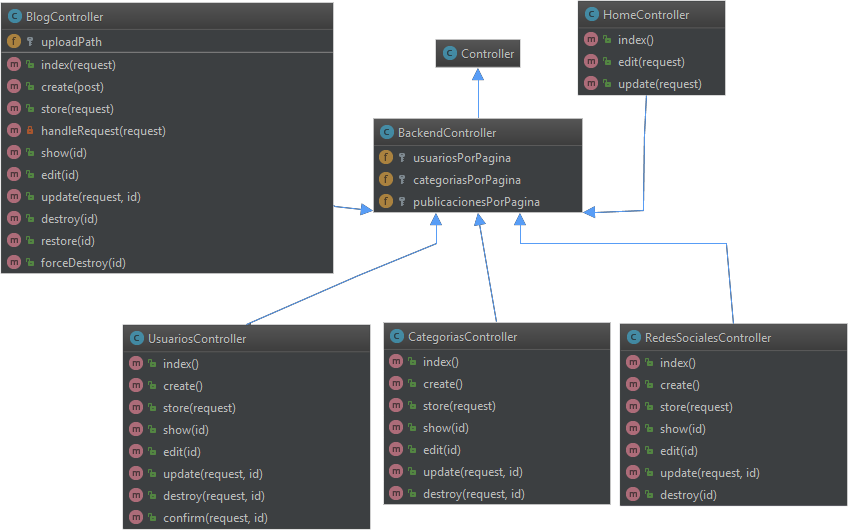 BlogController
uploadPath
index(request)
create(post)
store(request)
handleRequest(request)
show(id)
edit(id)
update(request, id)
destroy(id)
restore(id)
forceDestroy(id)
Controller
HomeController
index()
edit(request)
update(request)
BackendController
usuariosPorPagina
categoriasPorPagina
publicacionesPorPagina
UsuariosController
index()
create()
store(request)
show(id)
edit(id)
update(request, id)
destroy(request, id)
confirm(request, id)
CategoriasController
index()
create()
store(request)
show(id)
edit(id)
update(request, id)
destroy(request, id)
RedesSocialesController
index()
create()
store(request)
show(id)
edit(id)
update(request, id)
destroy(id)